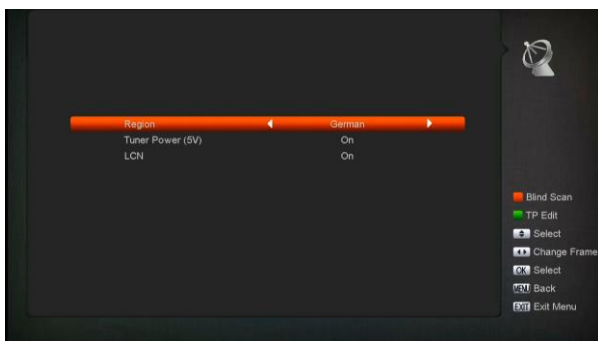 Region German
Tuner Power (5V) On
LCN On
Blind Scan
TP Edit
Select
Change Frame
OK Select
MENU Back
EXIT Exit Menu